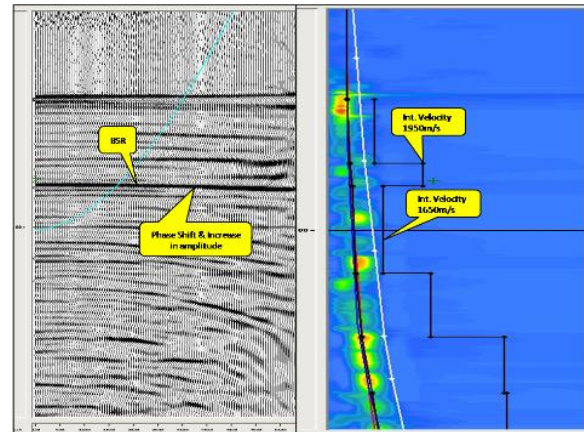 BSR
Phase Shift & Increase
in amplitude
Int. Velocity
1950m/s
Int. Velocity
1650m/s